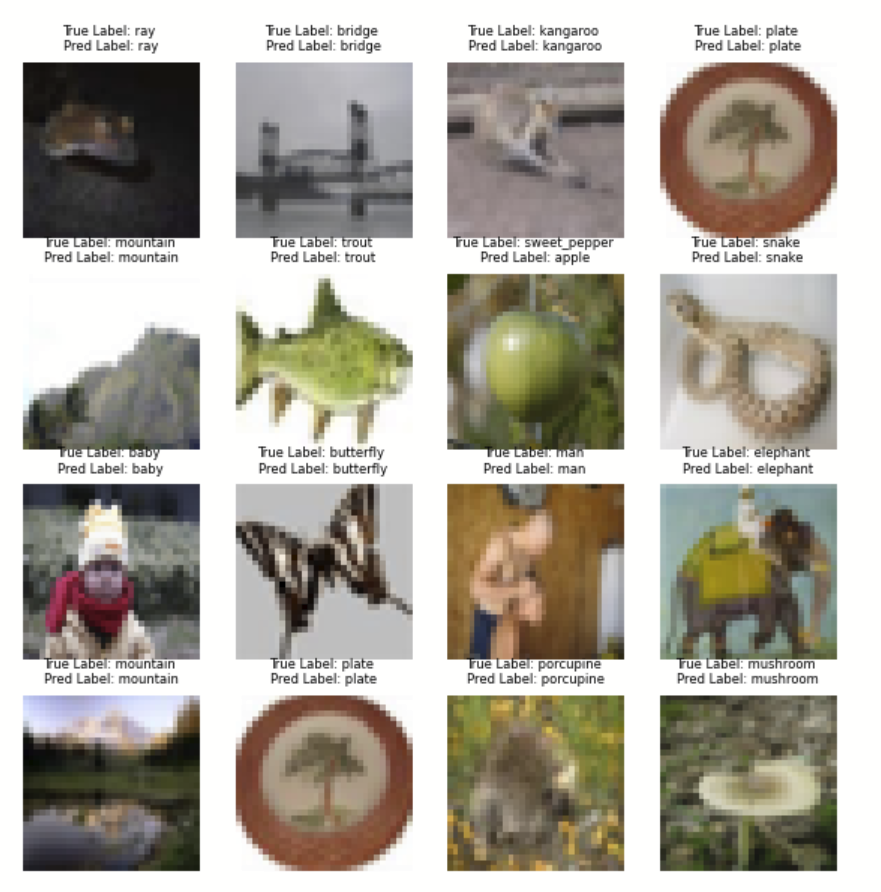 True Label: ray
Pred Label: ray
True Label: bridge
Pred Label: bridge
True Label: kangaroo
Pred Label: kangaroo
True Label: plate
Pred Label: plate
True Label: mountain
Pred Label: mountain
True Label: trout
Pred Label: trout
True Label: sweet_pepper
Pred Label: apple
True Label: snake
Pred Label: snake
True Label: baby
Pred Label: baby
True Label: butterfly
Pred Label: butterfly
True Label: man
Pred Label: man
True Label: elephant
Pred Label: elephant
True Label: mountain
Pred Label: mountain
True Label: plate
Pred Label: plate
True Label: porcupine
Pred Label: porcupine
True Label: mushroom
Pred Label: mushroom